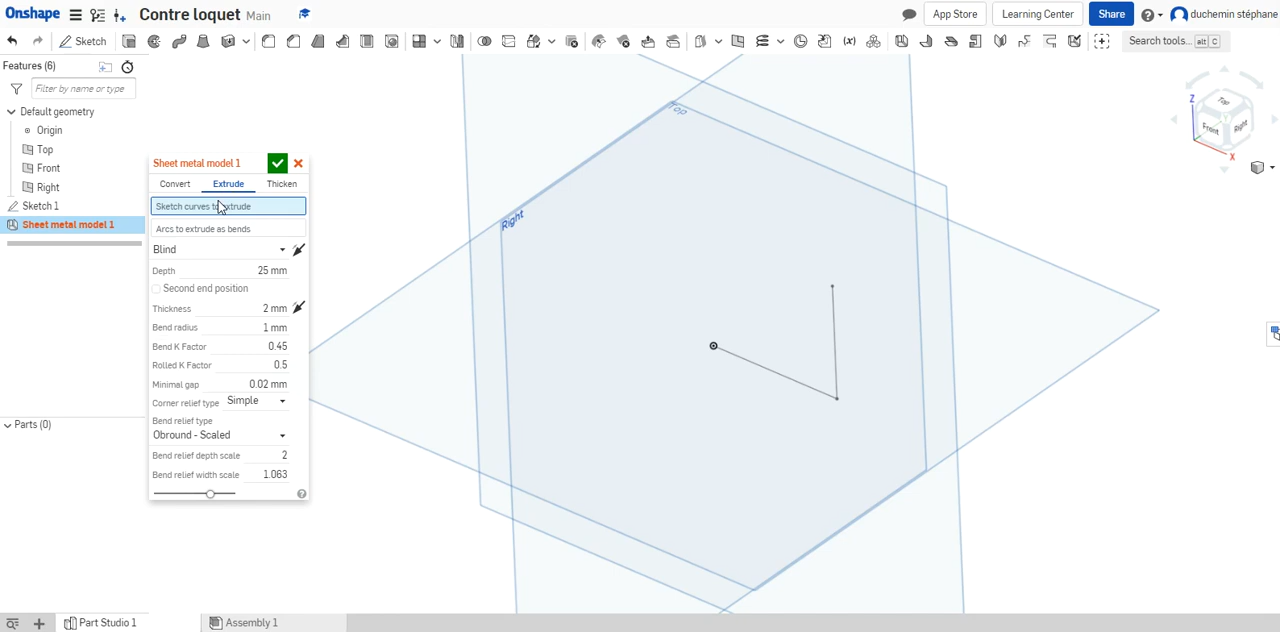 Onshape Contre loquet Main App Store Learning Center Share duchemin stéphane
Sketch Search tools... alt C
Features (6)
Filter by name or type
Default geometry
Origin
Top
Front
Right
Sketch 1
Sheet metal model 1
Parts (0)
Sheet metal model 1
Convert Extrude Thicken
Sketch curves to extrude
Arcs to extrude as bends
Blind
Depth 25 mm
Second end position
Thickness 2 mm
Bend radius 1 mm
Bend K Factor 0.45
Rolled K Factor 0.5
Minimal gap 0.02 mm
Corner relief type Simple
Bend relief type
Obround - Scaled
Bend relief depth scale 2
Bend relief width scale 1.063
Top
Right
Z
Top
Y
Front Right
X
Part Studio 1 Assembly 1